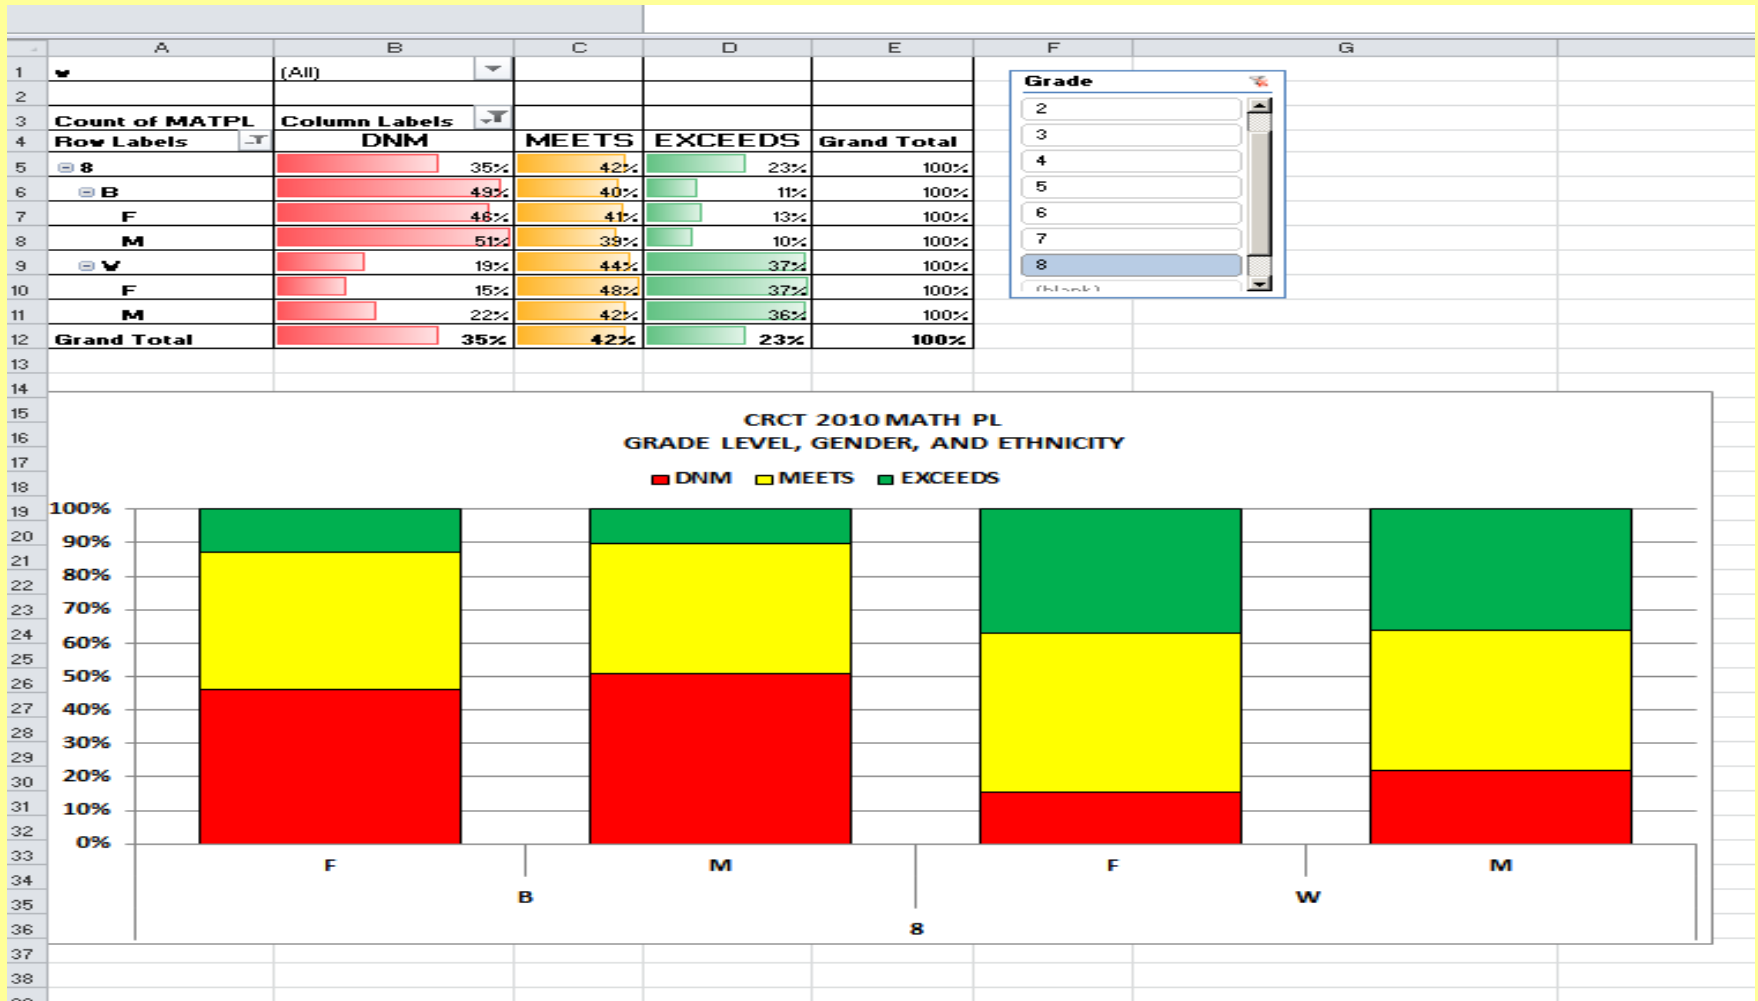 A B C D E F G
1 w (All)
2
3 Count of MATPL Column Labels
4 Row Labels DNM MEETS EXCEEDS Grand Total
5 8 35% 42% 23% 100%
6 B 49% 40% 11% 100%
7 F 46% 41% 13% 100%
8 M 51% 39% 10% 100%
9 W 19% 44% 37% 100%
10 F 15% 48% 37% 100%
11 M 22% 42% 36% 100%
12 Grand Total 35% 42% 23% 100%
Grade
2
3
4
5
6
7
8
(blank)
13
14
15
16
17
18
19
20
21
22
23
24
25
26
27
28
29
30
31
32
33
34
35
36
37
38
CRCT 2010 MATH PL
GRADE LEVEL, GENDER, AND ETHNICITY
DNM MEETS EXCEEDS
100%
90%
80%
70%
60%
50%
40%
30%
20%
10%
0%
F M F M
B W
8